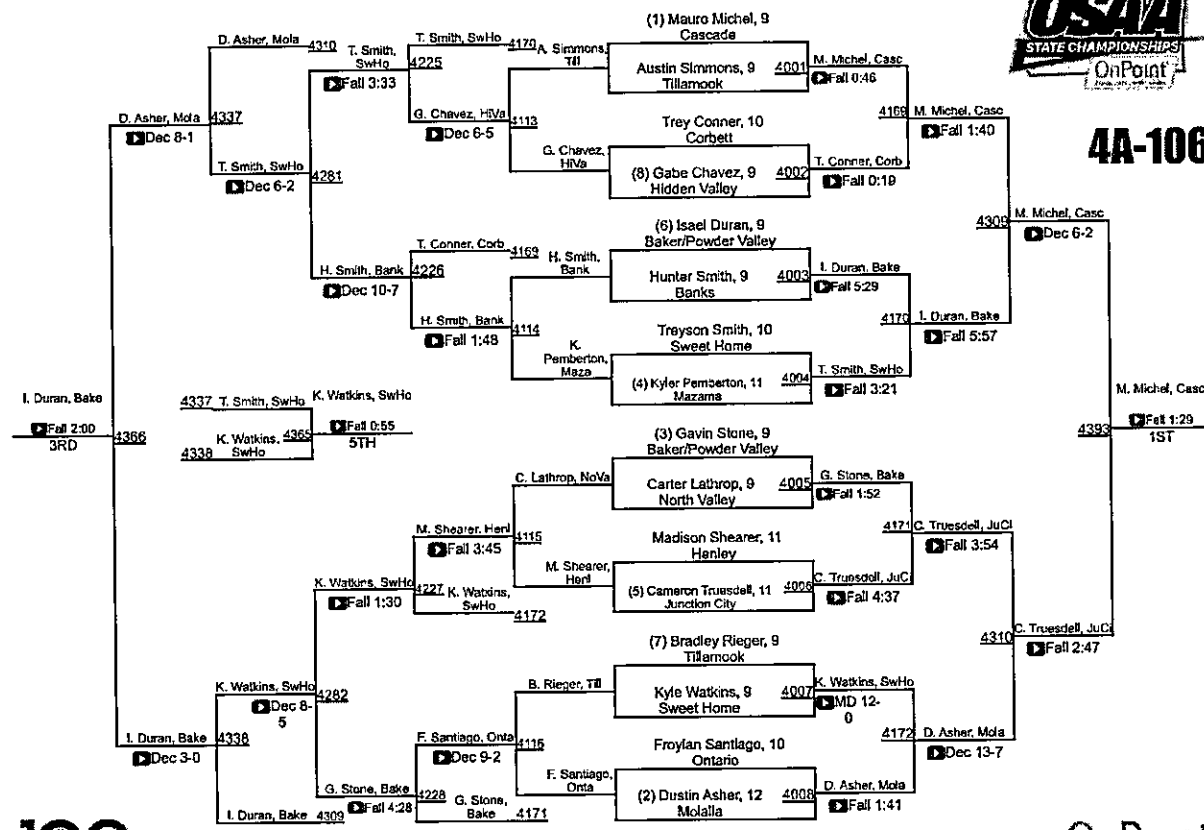 OSAA
STATE CHAMPIONSHIPS
OnPoint
4A-106
(1) Mauro Michel, 9
Cascade
Austin Simmons, 9
Tillamook
4001
Trey Conner, 10
Corbett
(8) Gabe Chavez, 9
Hidden Valley
4002
(6) Isael Duran, 9
Baker/Powder Valley
Hunter Smith, 9
Banks
4003
Treyson Smith, 10
Sweet Home
(4) Kyler Pemberton, 11
Mazama
4004
(3) Gavin Stone, 9
Baker/Powder Valley
Carter Lathrop, 9
North Valley
4005
Madison Shearer, 11
Henley
(5) Cameron Truesdell, 11
Junction City
4006
(7) Bradley Rieger, 9
Tillamook
Kyle Watkins, 9
Sweet Home
4007
Froylan Santiago, 10
Ontario
(2) Dustin Asher, 12
Molalla
4008
M. Michel, Casc
Fall 0:46
T. Conner, Corb
Fall 0:19
I. Duran, Bake
Fall 5:29
T. Smith, SwHo
Fall 3:21
G. Stone, Bake
Fall 1:52
C. Truesdell, JuCi
Fall 4:37
K. Watkins, SwHo
MD 12-
0
D. Asher, Mola
Fall 1:41
4169
M. Michel, Casc
Fall 1:40
4170
I. Duran, Bake
Fall 5:57
4171
C. Truesdell, JuCi
Fall 3:54
4172
D. Asher, Mola
Dec 13-7
4309
M. Michel, Casc
Dec 6-2
4310
C. Truesdell, JuCi
Fall 2:47
4393
M. Michel, Casc
Fall 1:29
1ST
A. Simmons,
Till
G. Chavez,
HiVa
4113
H. Smith,
Bank
K.
Pemberton,
Maza
4114
C. Lathrop, NoVa
M. Shearer,
Henl
4115
B. Rieger, Till
F. Santiago,
Onta
4116
T. Smith, SwHo
4170
G. Chavez, HiVa
Dec 6-5
4225
T. Conner, Corb
4169
H. Smith, Bank
Fall 1:48
4226
M. Shearer, Henl
Fall 3:45
K. Watkins,
SwHo
4172
4227
F. Santiago, Onta
Dec 9-2
G. Stone,
Bake
4171
4228
T. Smith,
SwHo
Fall 3:33
H. Smith, Bank
Dec 10-7
4281
K. Watkins, SwHo
Fall 1:30
G. Stone, Bake
Fall 4:28
4282
D. Asher, Mola
4310
T. Smith, SwHo
Dec 6-2
4337
K. Watkins, SwHo
Dec 8-
5
I. Duran, Bake
4309
4338
D. Asher, Mola
Dec 8-1
I. Duran, Bake
Dec 3-0
4366
I. Duran, Bake
Fall 2:00
3RD
4337
T. Smith, SwHo
4338
K. Watkins,
SwHo
4365
K. Watkins, SwHo
Fall 0:55
5TH